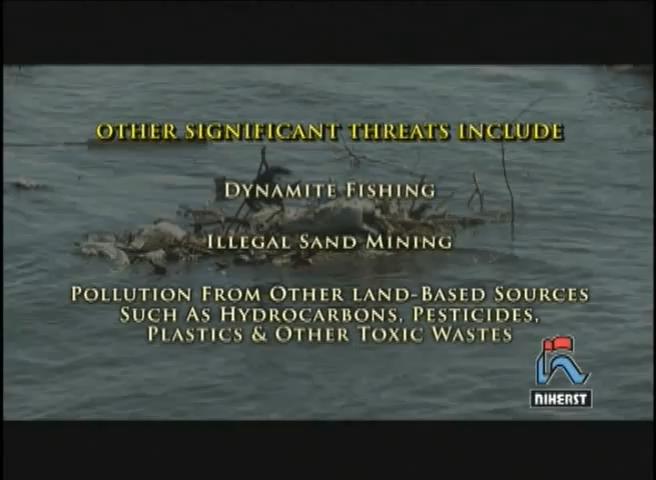 OTHER SIGNIFICANT THREATS INCLUDE
DYNAMITE FISHING
ILLEGAL SAND MINING
POLLUTION FROM OTHER LAND-BASED SOURCES
SUCH AS HYDROCARBONS, PESTICIDES,
PLASTICS & OTHER TOXIC WASTES
NIHERST